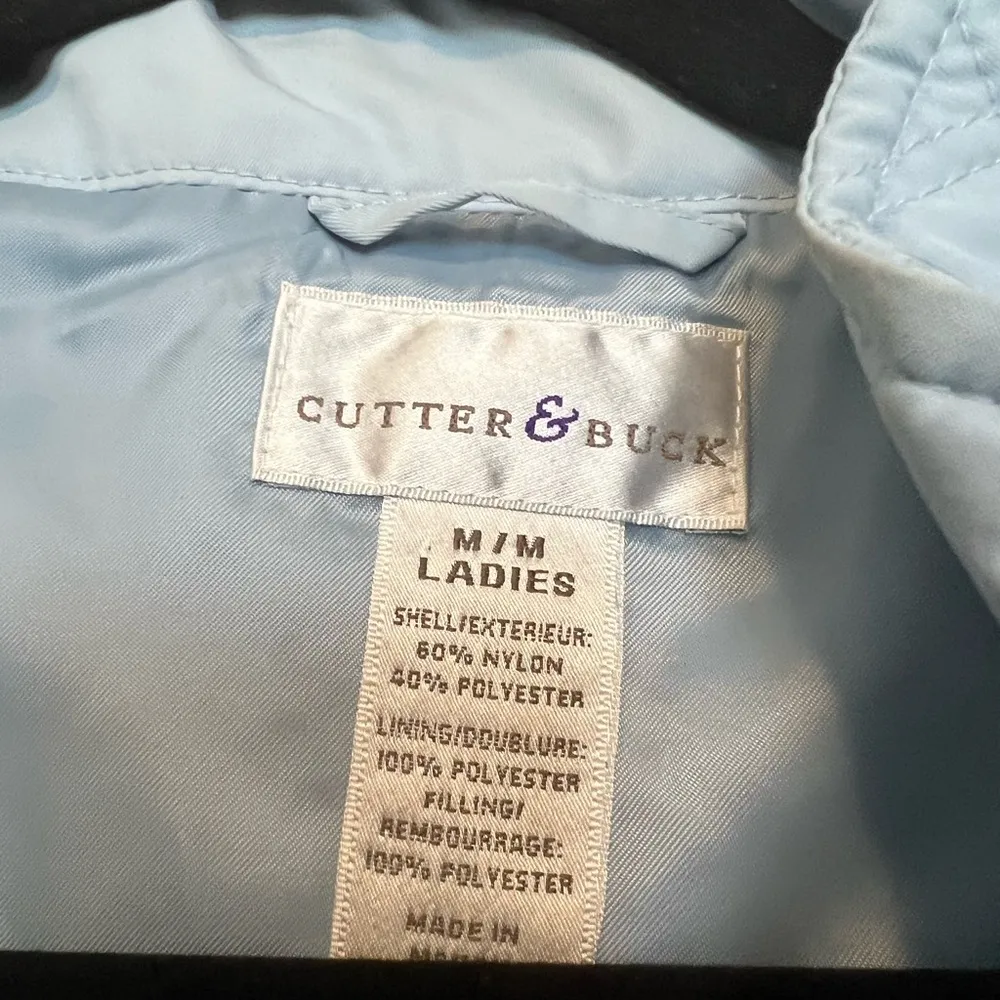 CUTTER & BUCK
M / M
LADIES
SHELL/EXTERIEUR:
60% NYLON
40% POLYESTER
LINING/DOUBLURE:
100% POLYESTER
FILLING/
REMBOURRAGE:
100% POLYESTER
MADE IN